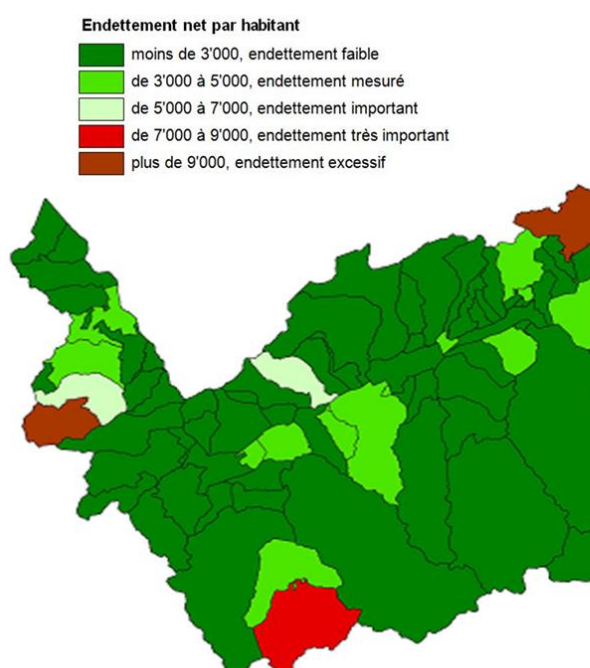 Endettement net par habitant
moins de 3'000, endettement faible
de 3'000 à 5'000, endettement mesuré
de 5'000 à 7'000, endettement important
de 7'000 à 9'000, endettement très important
plus de 9'000, endettement excessif